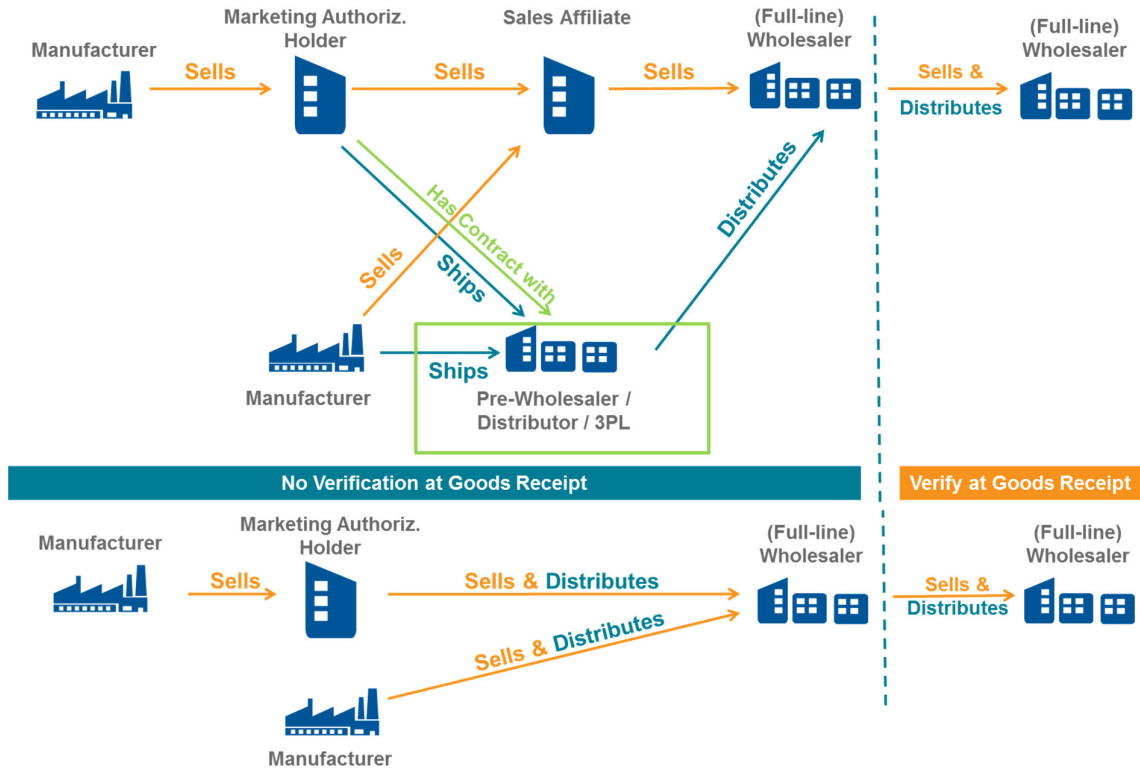 Marketing Authoriz.
Holder
Sales Affiliate
(Full-line)
Wholesaler
(Full-line)
Wholesaler
Manufacturer
Sells
Sells
Sells
Sells &
Distributes
Has Contract with
Ships
Sells
Distributes
Ships
Manufacturer
Pre-Wholesaler /
Distributor / 3PL
No Verification at Goods Receipt
Verify at Goods Receipt
Manufacturer
Marketing Authoriz.
Holder
(Full-line)
Wholesaler
(Full-line)
Wholesaler
Sells
Sells & Distributes
Sells &
Distributes
Sells & Distributes
Manufacturer